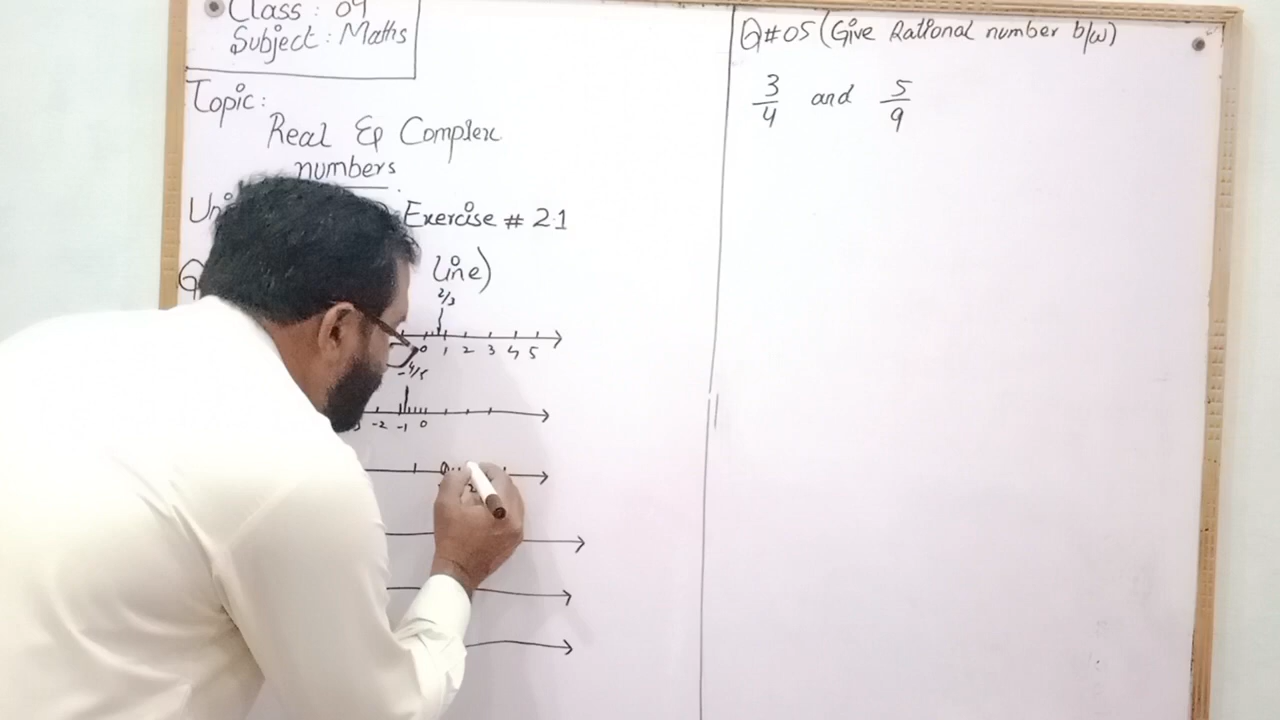 Class : 09
Subject : Maths
Topic :
Real & Complex
numbers
Exercise # 2.1
line)
2/3
0 1 2 3 4 5
-4/5
-2 -1 0
Q#05 (Give Rational number b/w)
3/4 and 5/9